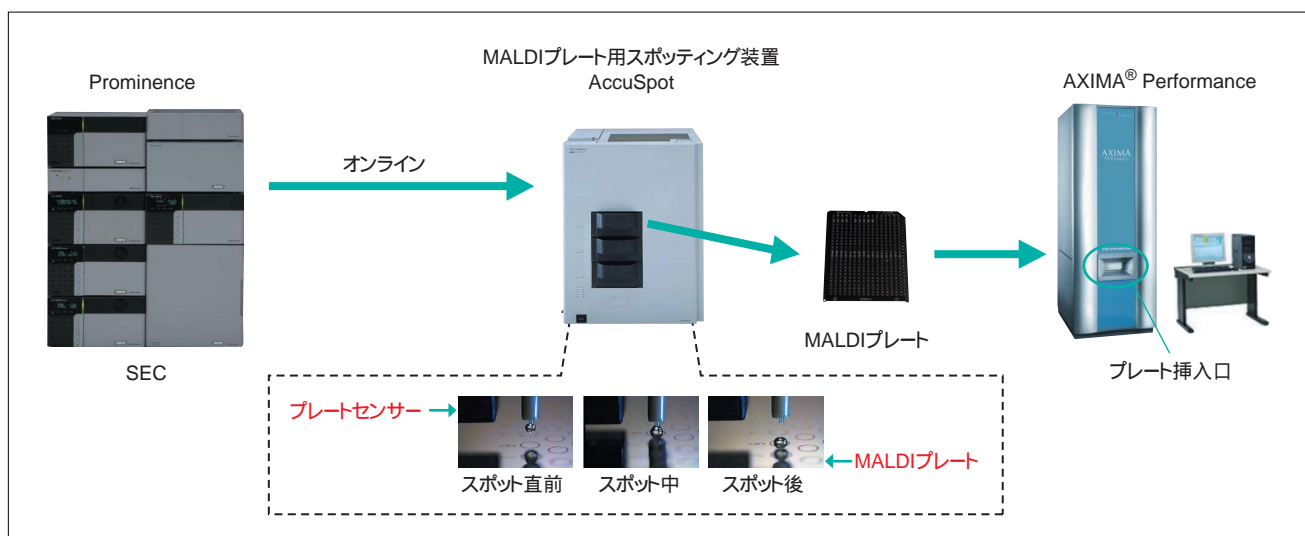 MALDIプレート用スポッティング装置
Prominence
AccuSpot
AXIMA® Performance
オンライン
AXIMA
MALDIプレート
プレート挿入口
SEC
プレートセンサー
MALDIプレート
スポット直前
スポット中
スポット後